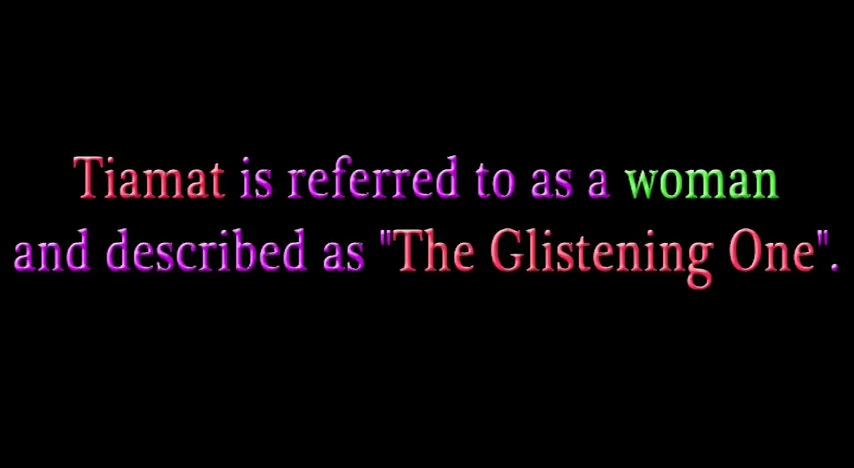 Tiamat is referred to as a woman
and described as "The Glistening One".